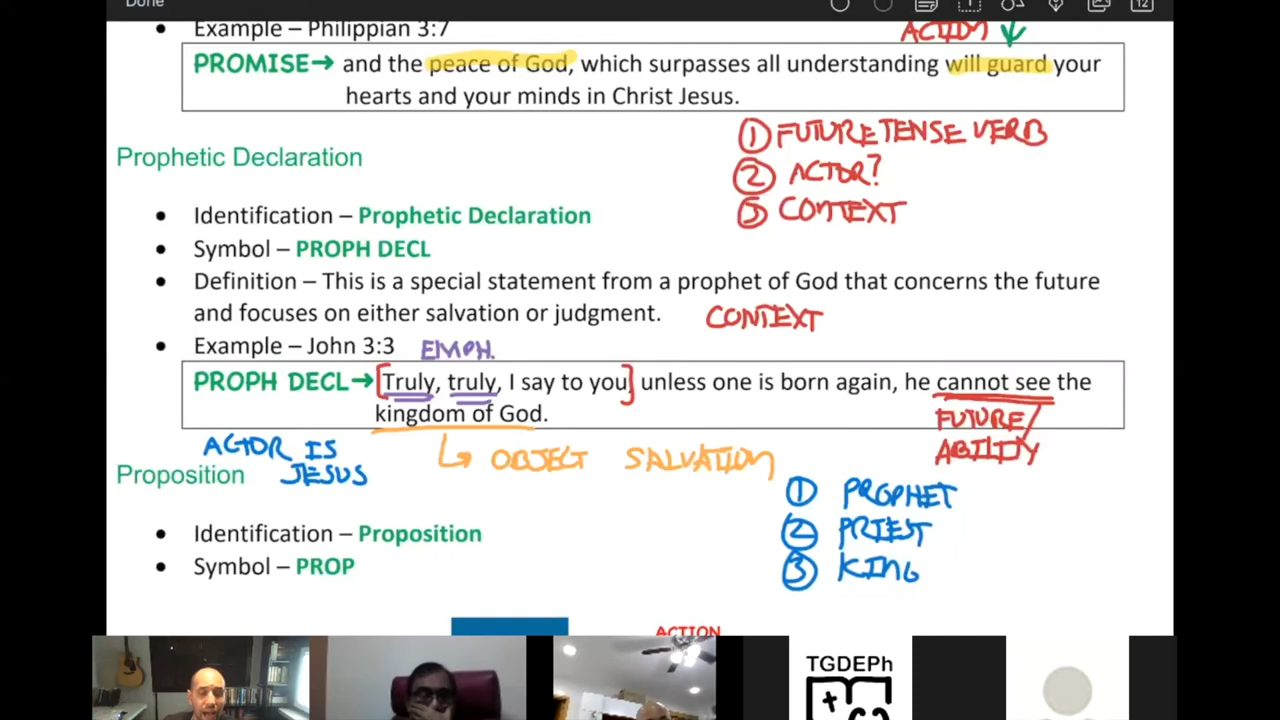 Done
• Example – Philippian 3:7
ACTION ↓
PROMISE→ and the peace of God, which surpasses all understanding will guard your
hearts and your minds in Christ Jesus.
① FUTURE TENSE VERB
② ACTOR?
③ CONTEXT
Prophetic Declaration
• Identification – Prophetic Declaration
• Symbol – PROPH DECL
• Definition – This is a special statement from a prophet of God that concerns the future
and focuses on either salvation or judgment.
CONTEXT
• Example – John 3:3
EMPH.
PROPH DECL→ [Truly, truly, I say to you] unless one is born again, he cannot see the
kingdom of God.
FUTURE/
ABILITY
ACTOR IS
JESUS
↳ OBJECT SALVATION
Proposition
① PROPHET
② PRIEST
③ KING
• Identification – Proposition
• Symbol – PROP
ACTION
12
TGDEPh